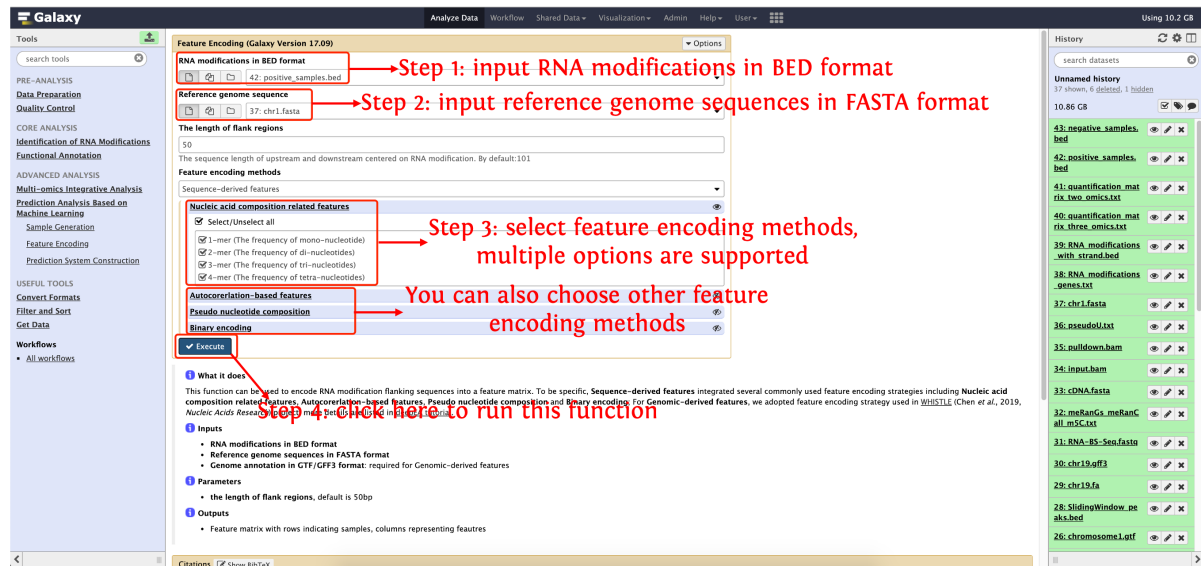 Galaxy
Analyze Data Workflow Shared Data Visualization Admin Help User
Using 10.2 GB
Tools
search tools
PRE-ANALYSIS
Data Preparation
Quality Control
CORE ANALYSIS
Identification of RNA Modifications
Functional Annotation
ADVANCED ANALYSIS
Multi-omics Integrative Analysis
Prediction Analysis Based on
Machine Learning
Sample Generation
Feature Encoding
Prediction System Construction
USEFUL TOOLS
Convert Formats
Filter and Sort
Get Data
Workflows
All workflows
Feature Encoding (Galaxy Version 17.09)
Options
RNA modifications in BED format
42: positive_samples.bed
Step 1: input RNA modifications in BED format
Reference genome sequence
37: chr1.fasta
Step 2: input reference genome sequences in FASTA format
The length of flank regions
50
The sequence length of upstream and downstream centered on RNA modification. By default:101
Feature encoding methods
Sequence-derived features
Nucleic acid composition related features
Select/Unselect all
1-mer (The frequency of mono-nucleotide)
2-mer (The frequency of di-nucleotides)
3-mer (The frequency of tri-nucleotides)
4-mer (The frequency of tetra-nucleotides)
Step 3: select feature encoding methods,
multiple options are supported
Autocorerlation-based features
Pseudo nucleotide composition
Binary encoding
You can also choose other feature
encoding methods
Execute
What it does
This function can be used to encode RNA modification flanking sequences into a feature matrix. To be specific, Sequence-derived features integrated several commonly used feature encoding strategies including Nucleic acid
composition related features, Autocorerlation-based features, Pseudo nucleotide composition and Binary encoding; For Genomic-derived features, we adopted feature encoding strategy used in WHISTLE (Chen et al., 2019,
Nucleic Acids Research) more details are listed in
Step 4: click here to run this function
Inputs
RNA modifications in BED format
Reference genome sequences in FASTA format
Genome annotation in GTF/GFF3 format: required for Genomic-derived features
Parameters
the length of flank regions, default is 50bp
Outputs
Feature matrix with rows indicating samples, columns representing feautres
Citations Show BibTeX
History
search datasets
Unnamed history
37 shown, 6 deleted, 1 hidden
10.86 GB
43: negative_samples.
bed
42: positive_samples.
bed
41: quantification_mat
rix_two_omics.txt
40: quantification_mat
rix_three_omics.txt
39: RNA_modifications
_with_strand.bed
38: RNA_modifications
_genes.txt
37: chr1.fasta
36: pseudoU.txt
35: pulldown.bam
34: input.bam
33: cDNA.fasta
32: meRanGs_meRanC
all_m5C.txt
31: RNA-BS-Seq.fastq
30: chr19.gff3
29: chr19.fa
28: SlidingWindow_pe
aks.bed
26: chromosome1.gtf